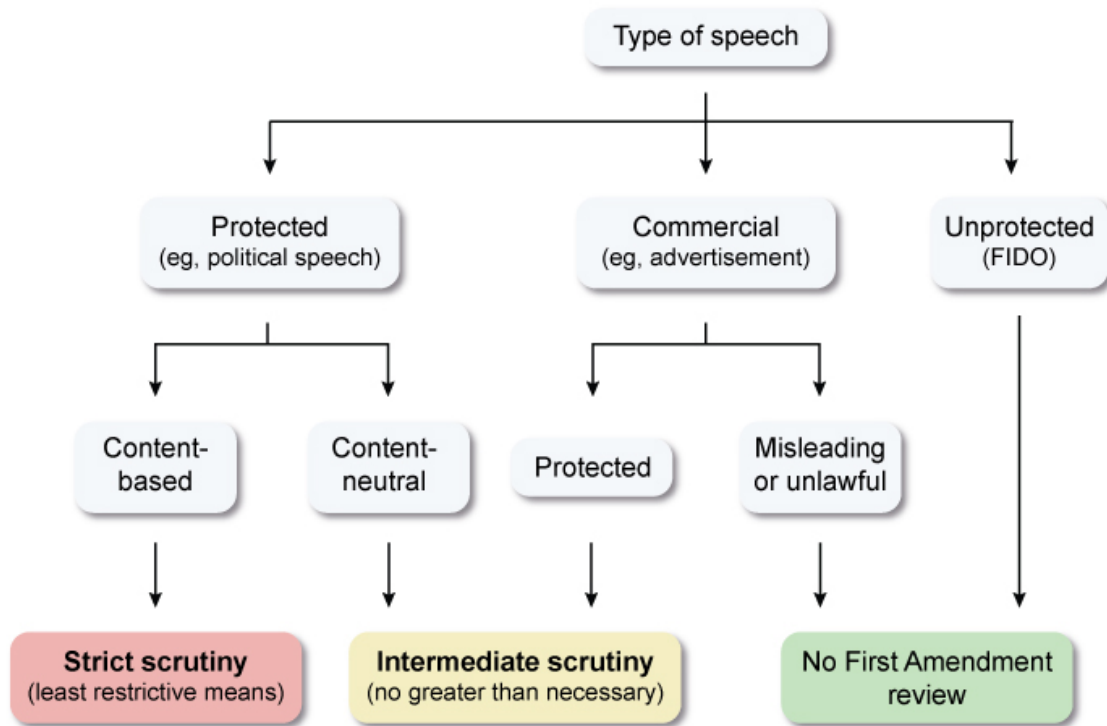 Type of speech
Protected
(eg, political speech)
Commercial
(eg, advertisement)
Unprotected
(FIDO)
Content-
based
Content-
neutral
Protected
Misleading
or unlawful
Strict scrutiny
(least restrictive means)
Intermediate scrutiny
(no greater than necessary)
No First Amendment
review